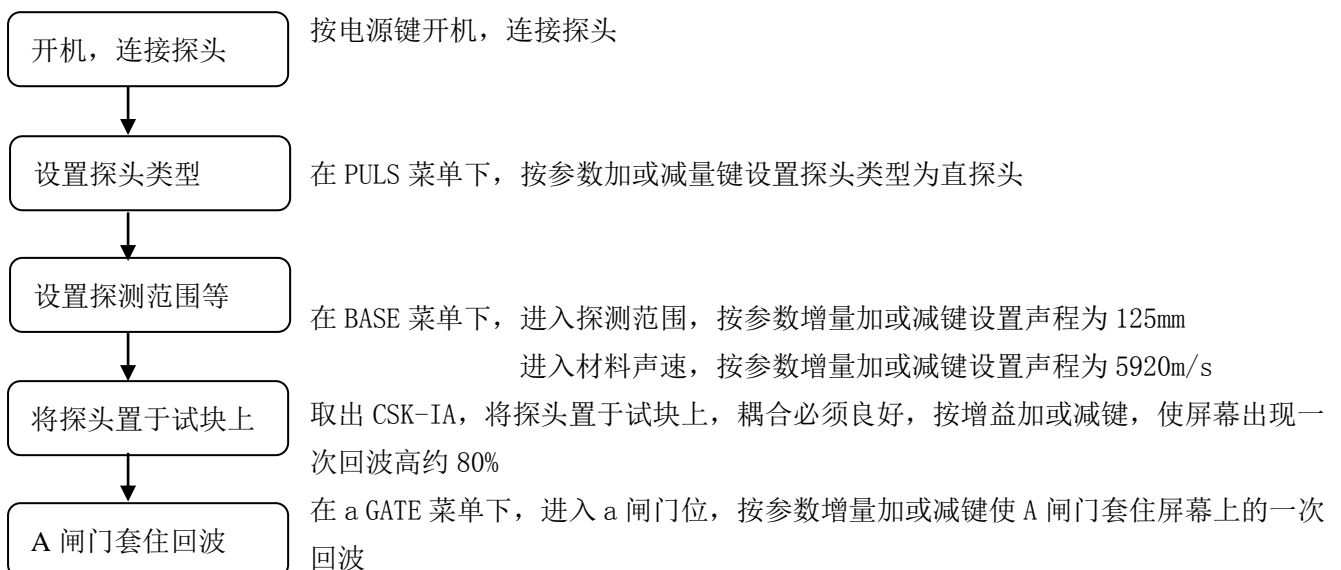 开机，连接探头
按电源键开机，连接探头
设置探头类型
在 PULS 菜单下，按参数加或减量键设置探头类型为直探头
设置探测范围等
在 BASE 菜单下，进入探测范围，按参数增量加或减键设置声程为 125mm
进入材料声速，按参数增量加或减键设置声程为 5920m/s
将探头置于试块上
取出 CSK-IA，将探头置于试块上，耦合必须良好，按增益加或减键，使屏幕出现一
次回波高约 80%
A 闸门套住回波
在 a GATE 菜单下，进入 a 闸门位，按参数增量加或减键使 A 闸门套住屏幕上的一次
回波